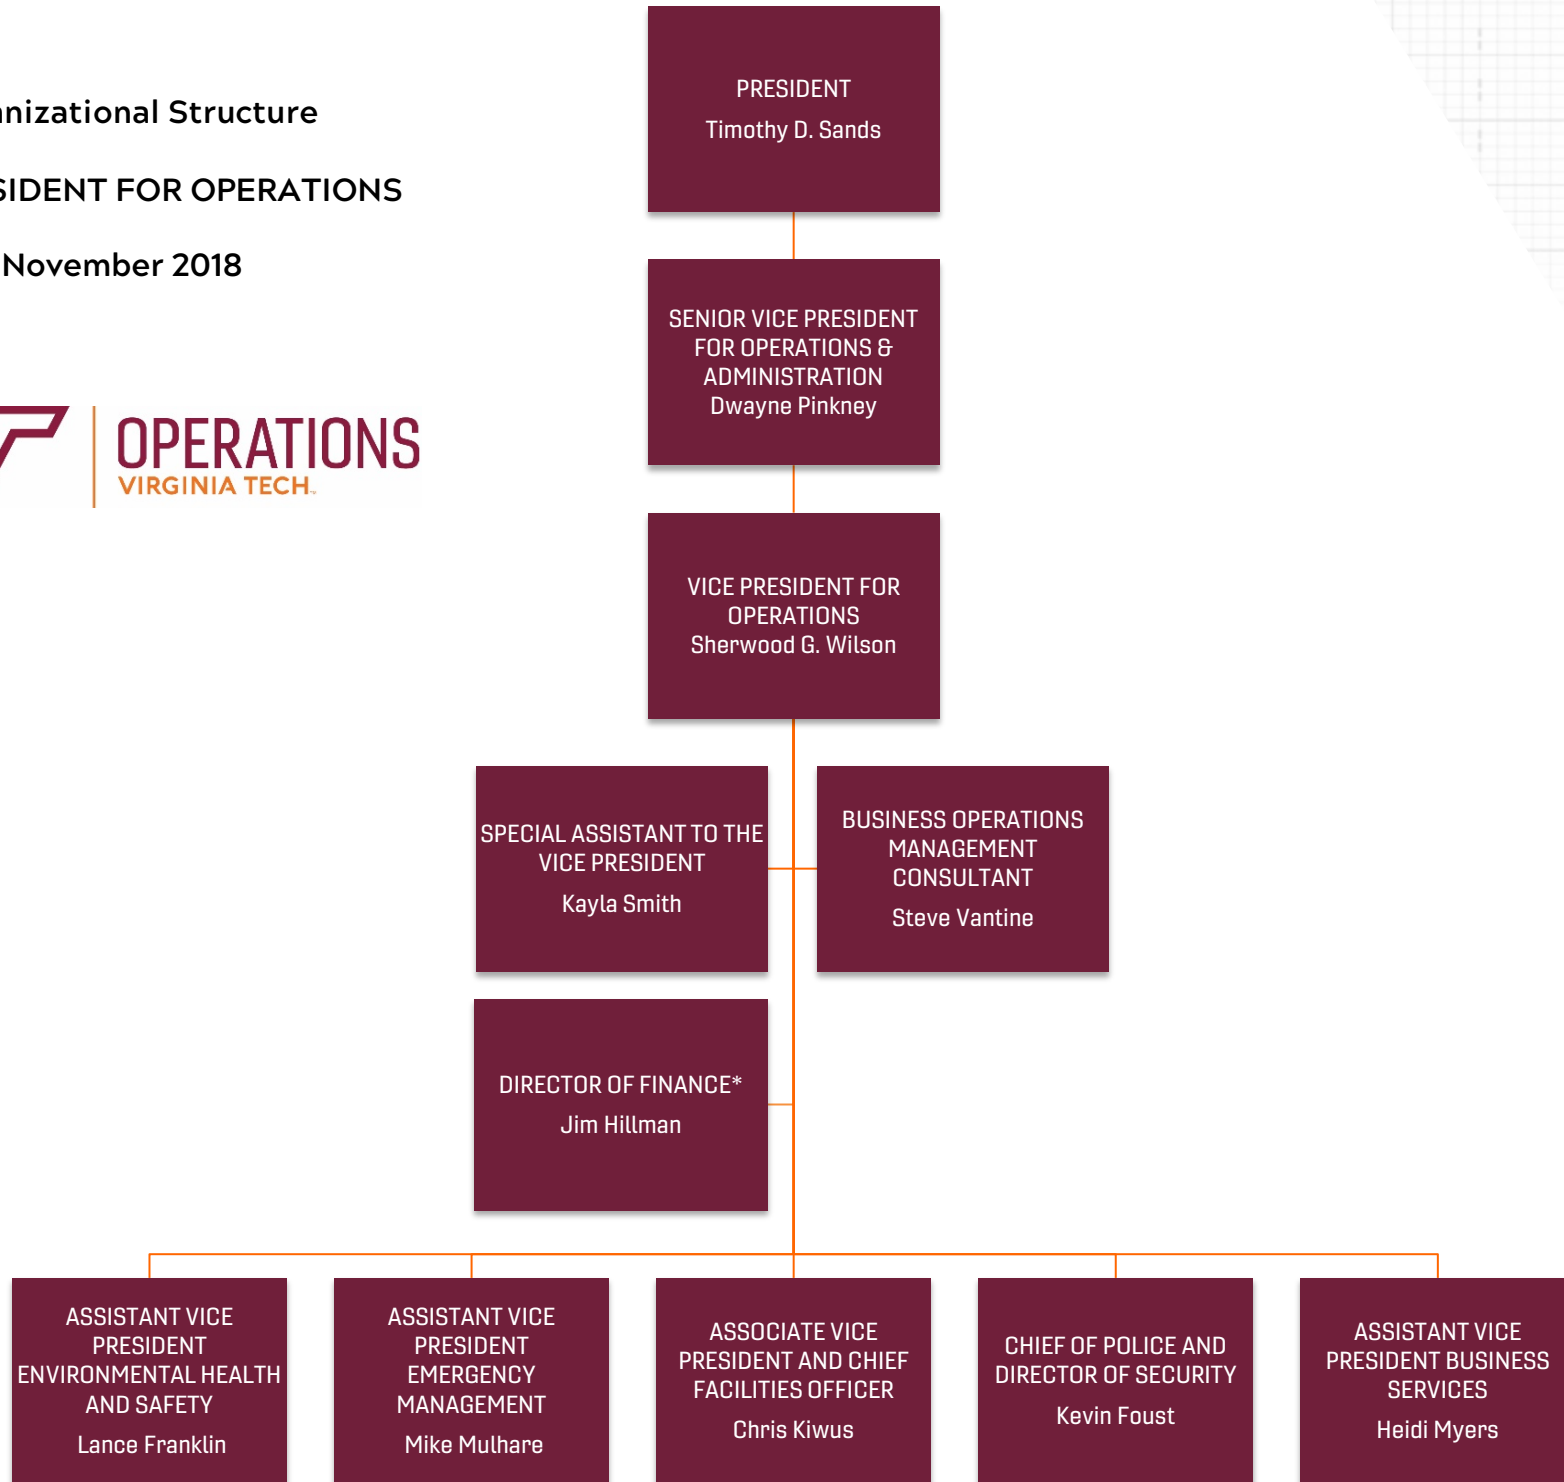 PRESIDENT
Timothy D. Sands
nizational Structure
SIDENT FOR OPERATIONS
November 2018
SENIOR VICE PRESIDENT
FOR OPERATIONS &
ADMINISTRATION
Dwayne Pinkney
OPERATIONS
VIRGINIA TECH™
VICE PRESIDENT FOR
OPERATIONS
Sherwood G. Wilson
SPECIAL ASSISTANT TO THE
VICE PRESIDENT
Kayla Smith
BUSINESS OPERATIONS
MANAGEMENT
CONSULTANT
Steve Vantine
DIRECTOR OF FINANCE*
Jim Hillman
ASSISTANT VICE
PRESIDENT
ENVIRONMENTAL HEALTH
AND SAFETY
Lance Franklin
ASSISTANT VICE
PRESIDENT
EMERGENCY
MANAGEMENT
Mike Mulhare
ASSOCIATE VICE
PRESIDENT AND CHIEF
FACILITIES OFFICER
Chris Kiwus
CHIEF OF POLICE AND
DIRECTOR OF SECURITY
Kevin Foust
ASSISTANT VICE
PRESIDENT BUSINESS
SERVICES
Heidi Myers